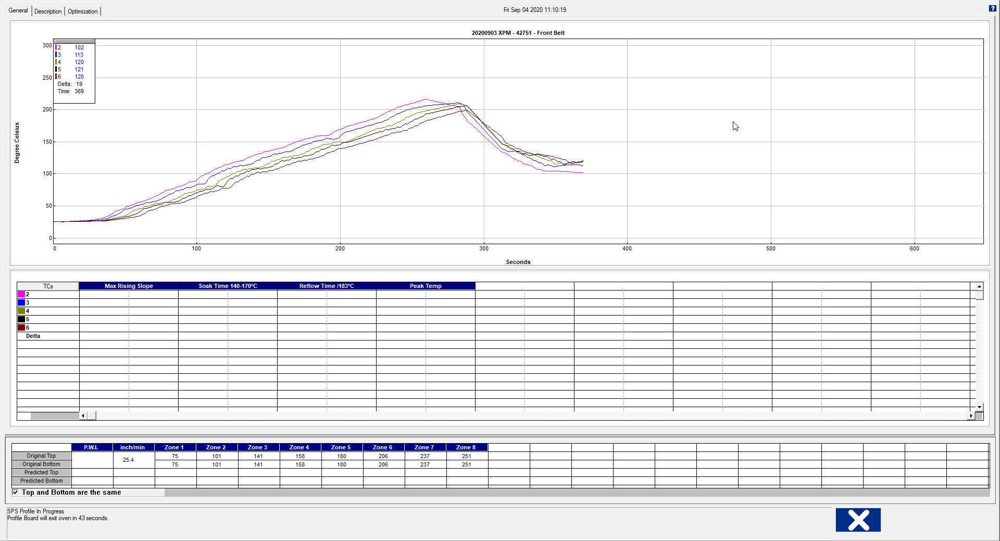 General Description Optimization
Fri Sep 04 2020 11:10:19
?
20200903 XPM - 42751 - Front Belt
2 102
3 113
4 120
5 121
6 120
Delta: 19
Time: 369
300
250
200
150
100
50
0
Degree Celsius
0 100 200 300 400 500 600
Seconds
TCs Max Rising Slope Soak Time 140-170°C Reflow Time /183°C Peak Temp
2
3
4
5
6
Delta
P.W.I. inch/min Zone 1 Zone 2 Zone 3 Zone 4 Zone 5 Zone 6 Zone 7 Zone 8
Original Top 25.4 75 101 141 158 180 206 237 251
Original Bottom 75 101 141 158 180 206 237 251
Predicted Top
Predicted Bottom
Top and Bottom are the same
SPS Profile In Progress
Profile Board will exit oven in 43 seconds.